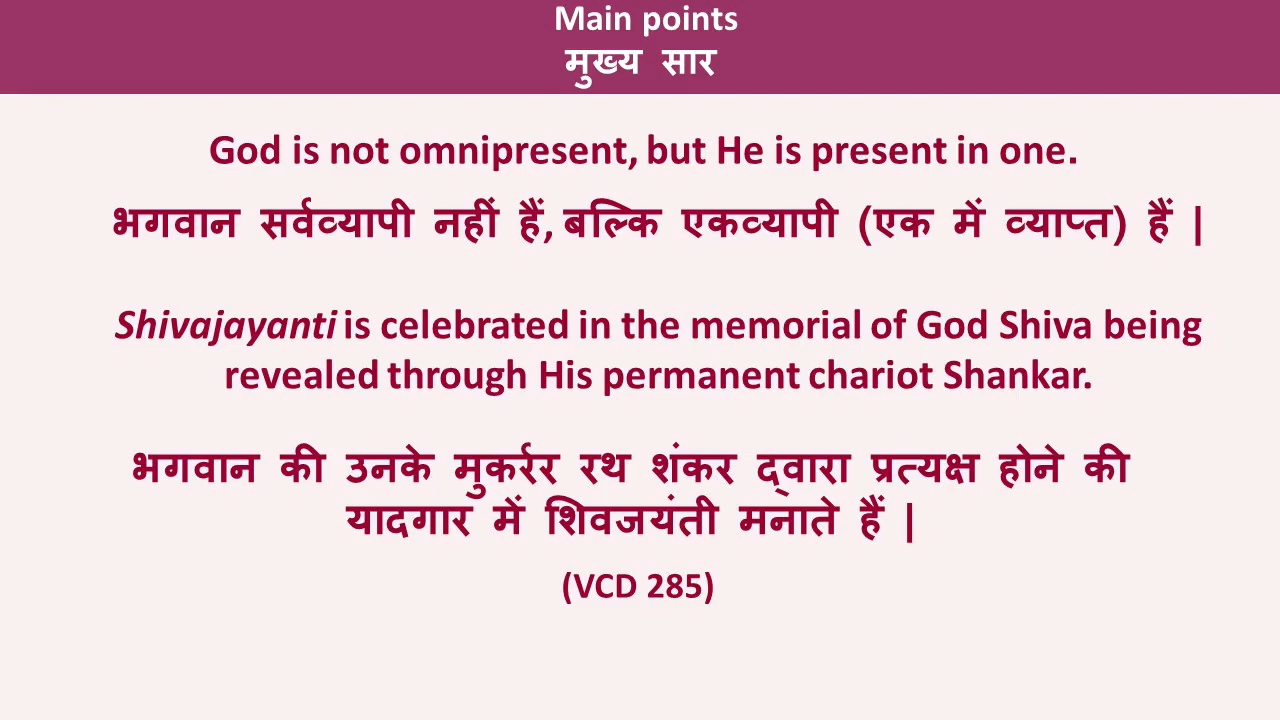 Main points
मुख्य सार
God is not omnipresent, but He is present in one.
भगवान सर्वव्यापी नहीं हैं, बल्कि एकव्यापी (एक में व्याप्त) हैं |
Shivajayanti is celebrated in the memorial of God Shiva being
revealed through His permanent chariot Shankar.
भगवान की उनके मुकर्रर रथ शंकर द्वारा प्रत्यक्ष होने की
यादगार में शिवजयंती मनाते हैं |
(VCD 285)